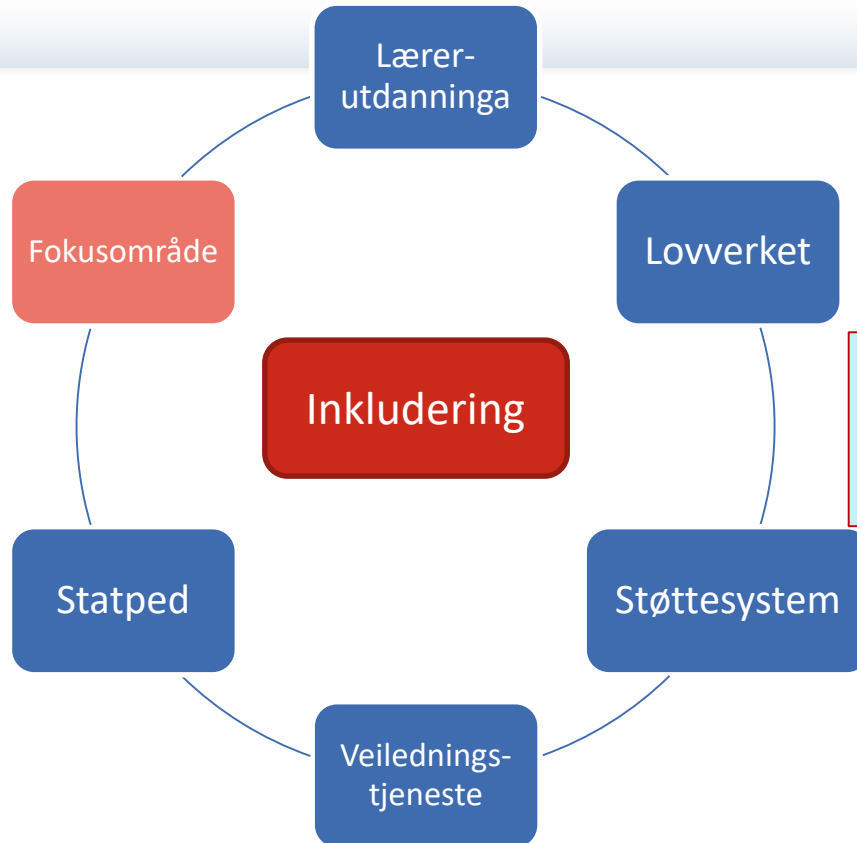 Lærer-
utdanninga
Fokusområde
Lovverket
Inkludering
Statped
Støttesystem
Veilednings-
tjeneste